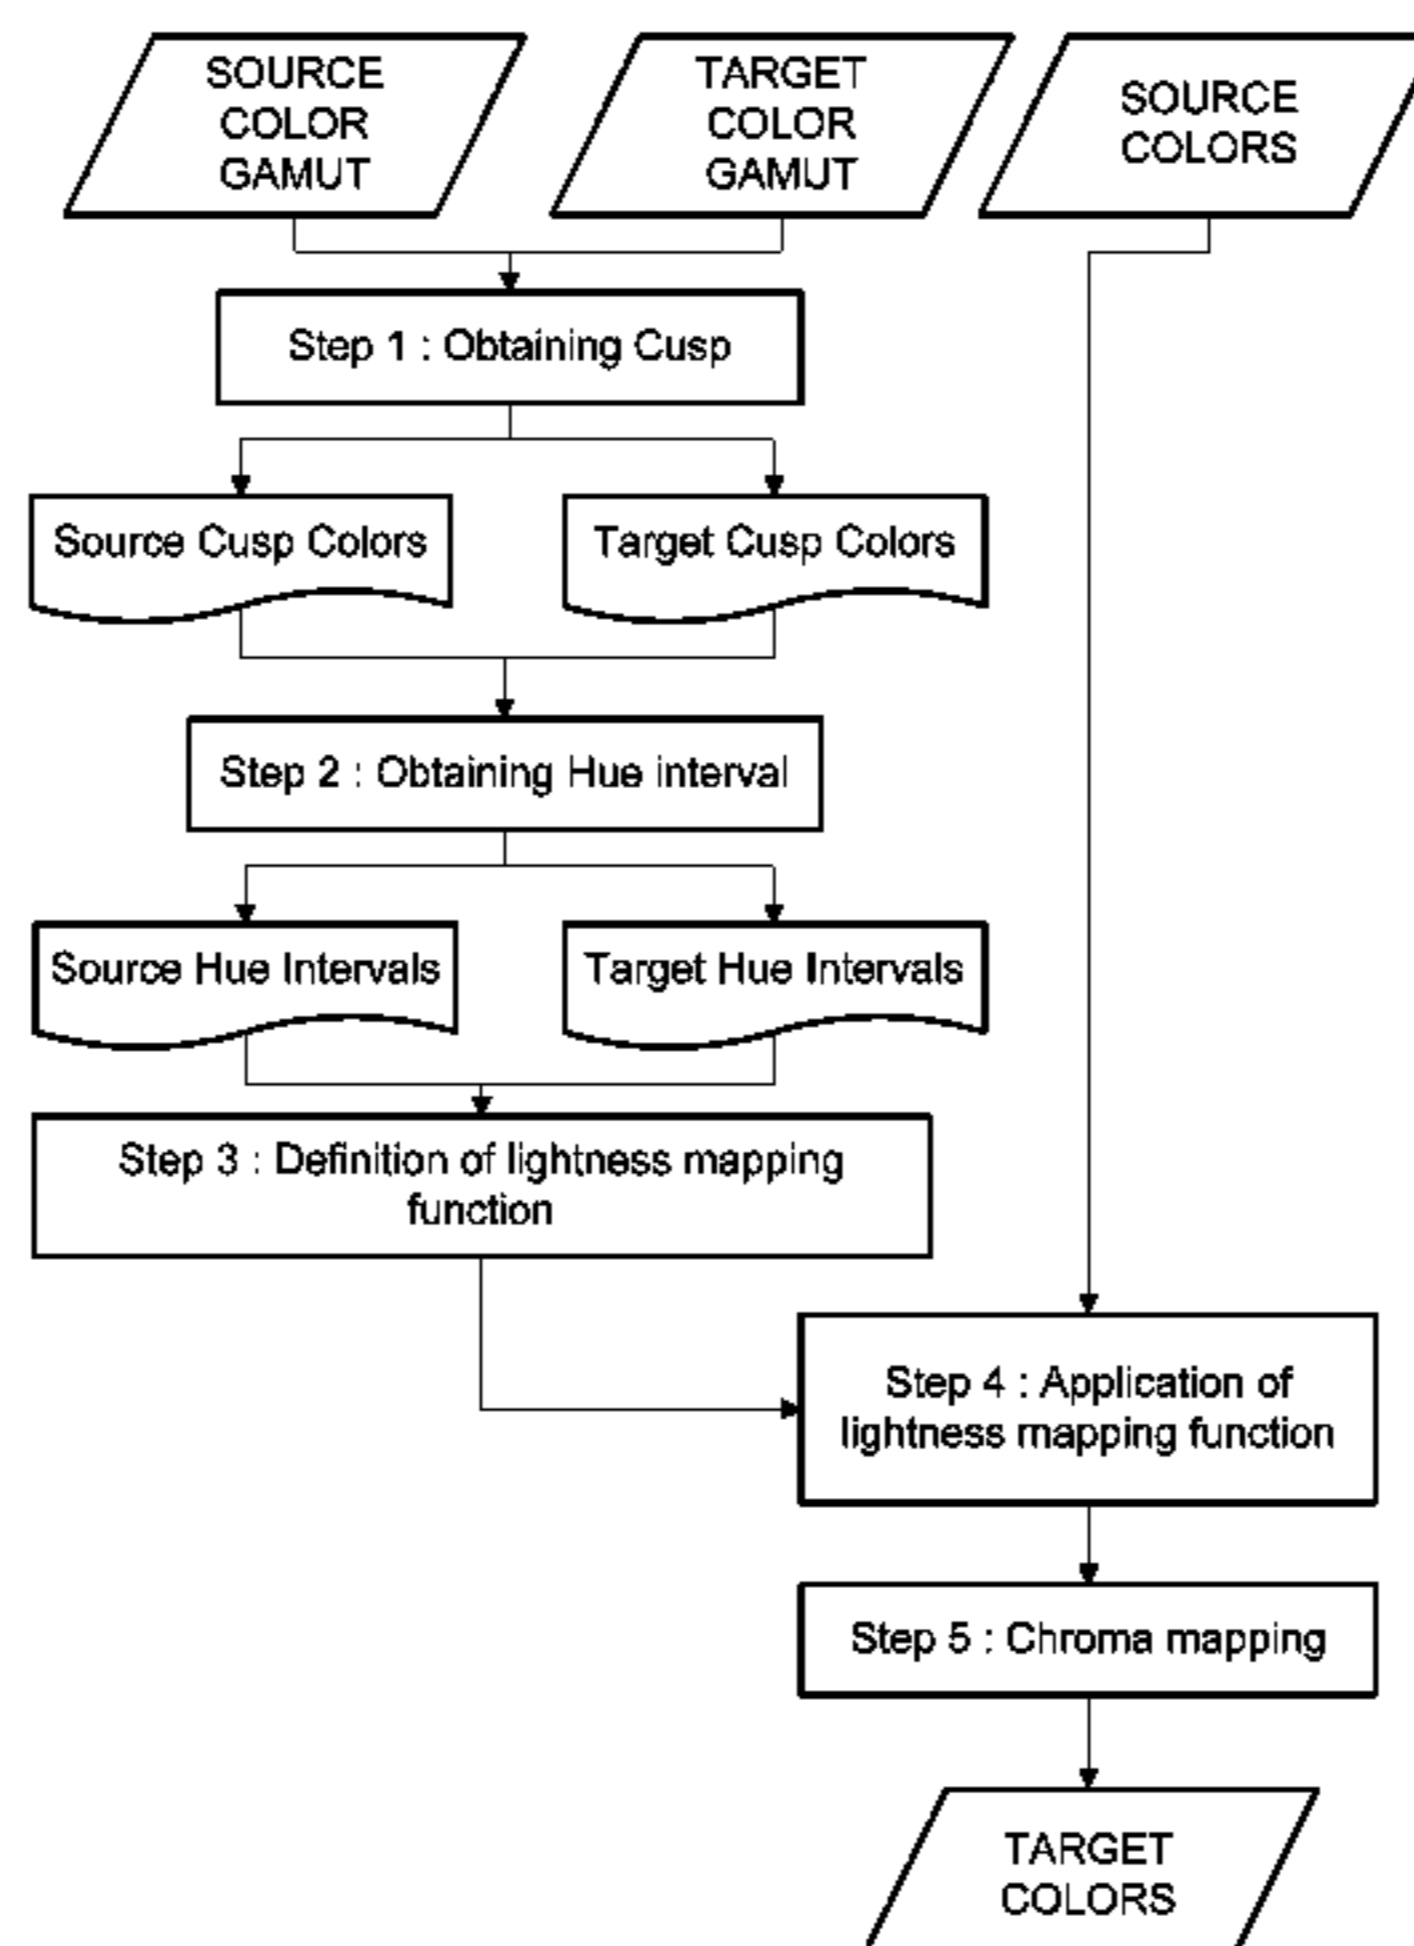 SOURCE
COLOR
GAMUT
TARGET
COLOR
GAMUT
SOURCE
COLORS
Step 1 : Obtaining Cusp
Source Cusp Colors
Target Cusp Colors
Step 2 : Obtaining Hue interval
Source Hue Intervals
Target Hue Intervals
Step 3 : Definition of lightness mapping
function
Step 4 : Application of
lightness mapping function
Step 5 : Chroma mapping
TARGET
COLORS